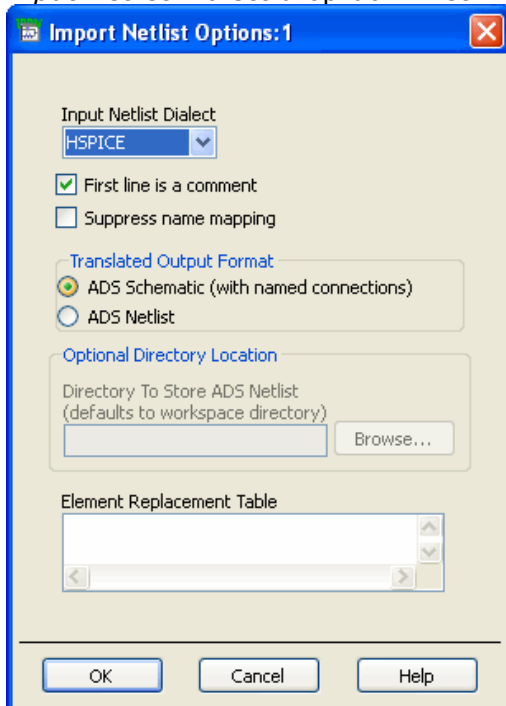 Import Netlist Options:1
Input Netlist Dialect
HSPICE
First line is a comment
Suppress name mapping
Translated Output Format
ADS Schematic (with named connections)
ADS Netlist
Optional Directory Location
Directory To Store ADS Netlist
(defaults to workspace directory)
Browse...
Element Replacement Table
OK
Cancel
Help